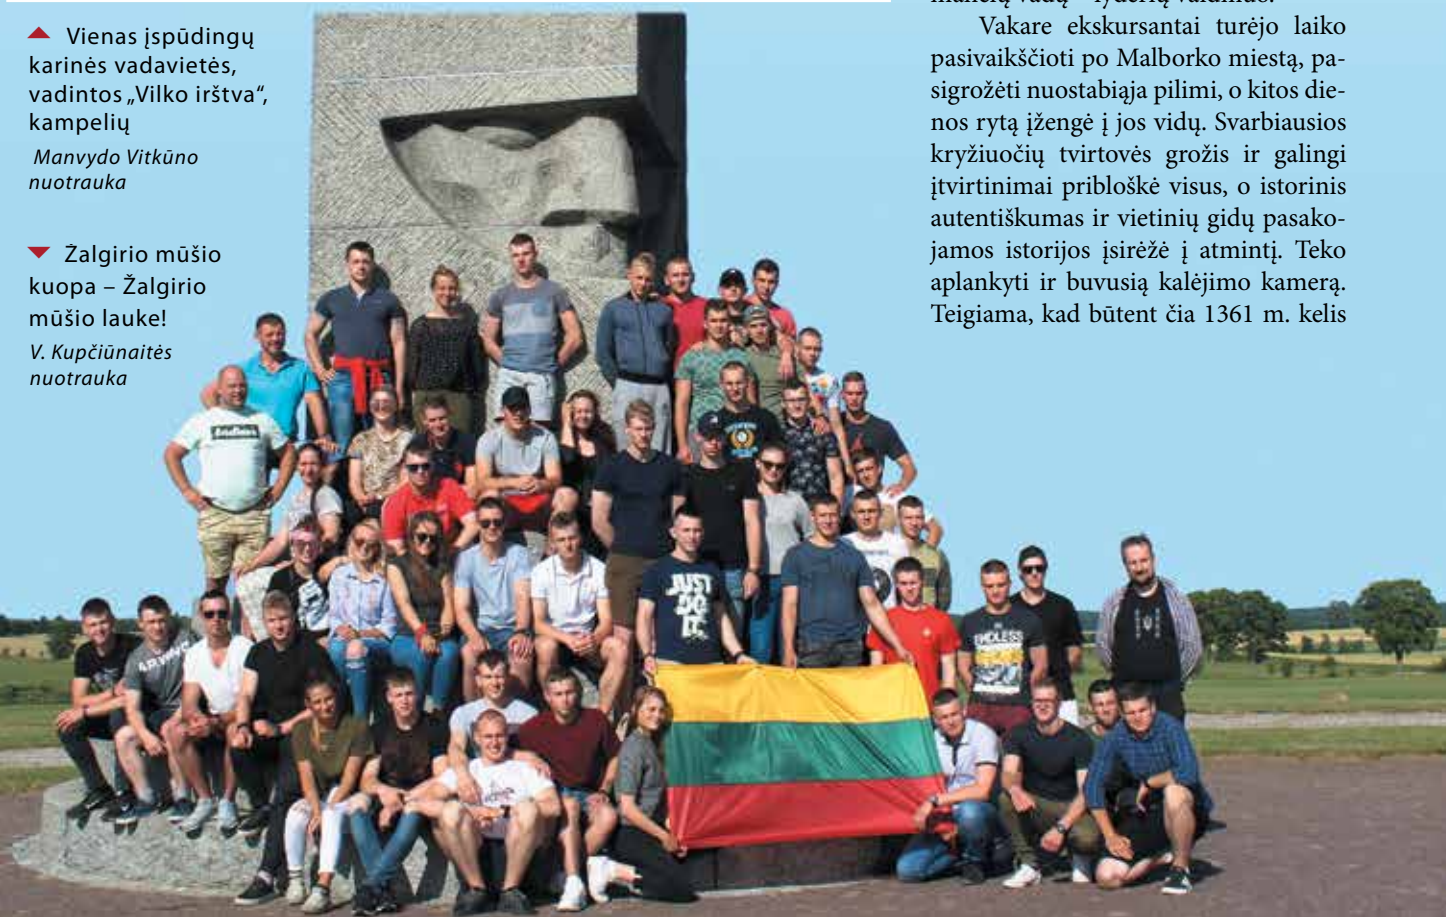 Vienas įspūdingų
karinės vadavietės,
vadintos „Vilko irštva“,
kampelių
Manvydo Vitkūno
nuotrauka
Žalgirio mūšio
kuopa – Žalgirio
mūšio lauke!
V. Kupčiūnaitės
nuotrauka
Vakare ekskursantai turėjo laiko
pasivaikščioti po Malborko miestą, pa-
sigrožėti nuostabiąja pilimi, o kitos die-
nos rytą įžengė į jos vidų. Svarbiausios
kryžiuočių tvirtovės grožis ir galingi
įtvirtinimai pribloškė visus, o istorinis
autentiškumas ir vietinių gidų pasako-
jamos istorijos įsirėžė į atmintį. Teko
aplankyti ir buvusią kalėjimo kamerą.
Teigiama, kad būtent čia 1361 m. kelis
JUST
DO
IT.
ENDLESS